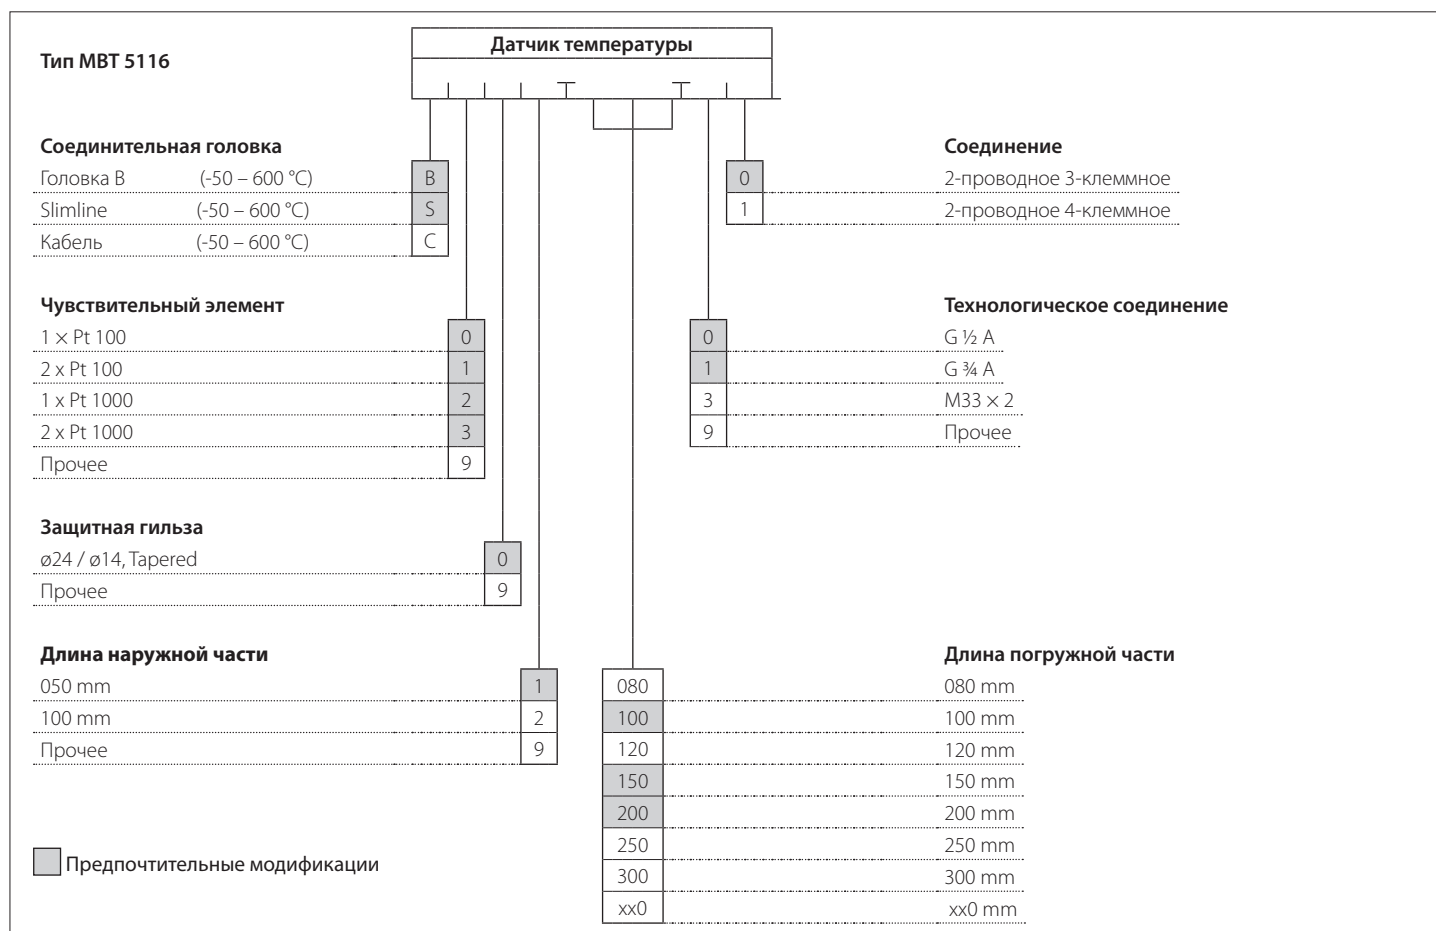 Тип MBT 5116
Датчик температуры
Соединительная головка
Головка B (-50 – 600 °C) B
Slimline (-50 – 600 °C) S
Кабель (-50 – 600 °C) C
Соединение
0 2-проводное 3-клеммное
1 2-проводное 4-клеммное
Чувствительный элемент
1 × Pt 100 0
2 x Pt 100 1
1 x Pt 1000 2
2 x Pt 1000 3
Прочее 9
Технологическое соединение
0 G ½ A
1 G ¾ A
3 M33 × 2
9 Прочее
Защитная гильза
ø24 / ø14, Tapered 0
Прочее 9
Длина наружной части
050 mm 1
100 mm 2
Прочее 9
Длина погружной части
080 080 mm
100 100 mm
120 120 mm
150 150 mm
200 200 mm
250 250 mm
300 300 mm
xx0 xx0 mm
Предпочтительные модификации